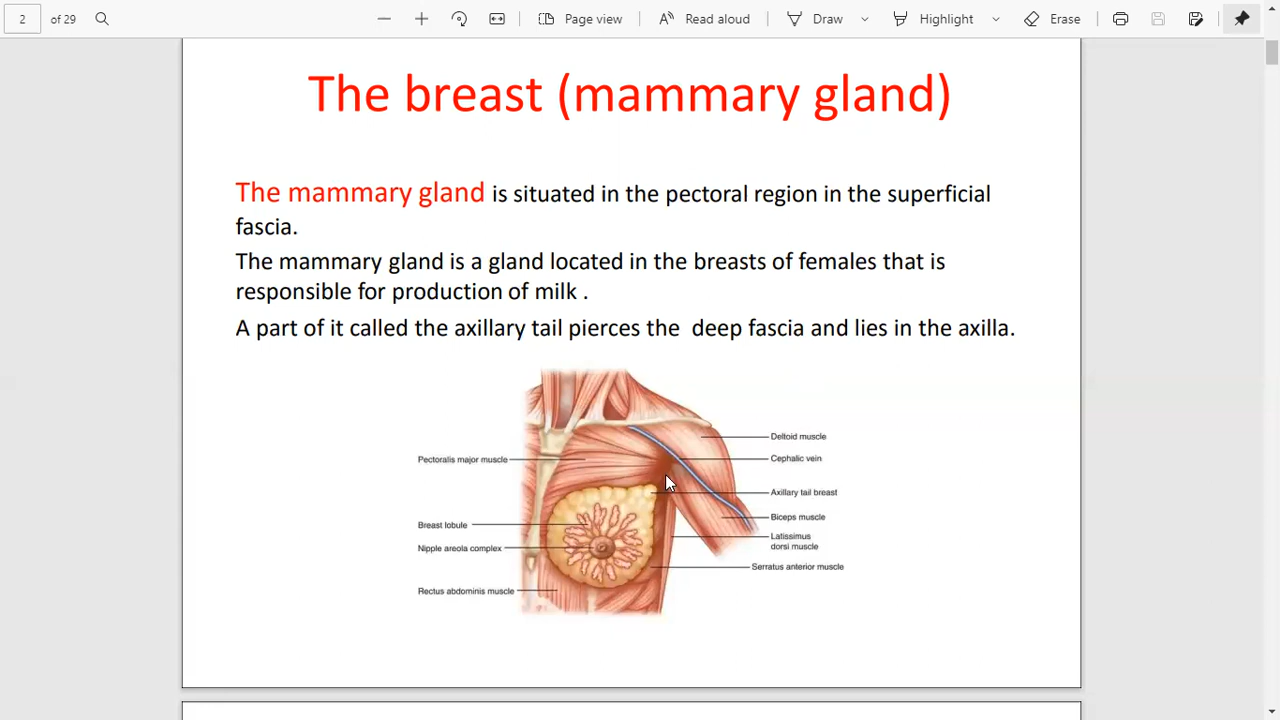 2 of 29 Page view Read aloud Draw Highlight Erase
The breast (mammary gland)
The mammary gland is situated in the pectoral region in the superficial
fascia.
The mammary gland is a gland located in the breasts of females that is
responsible for production of milk .
A part of it called the axillary tail pierces the  deep fascia and lies in the axilla.
Deltoid muscle
Pectoralis major muscle
Cephalic vein
Axillary tail breast
Biceps muscle
Breast lobule
Latissimus
dorsi muscle
Nipple areola complex
Serratus anterior muscle
Rectus abdominis muscle